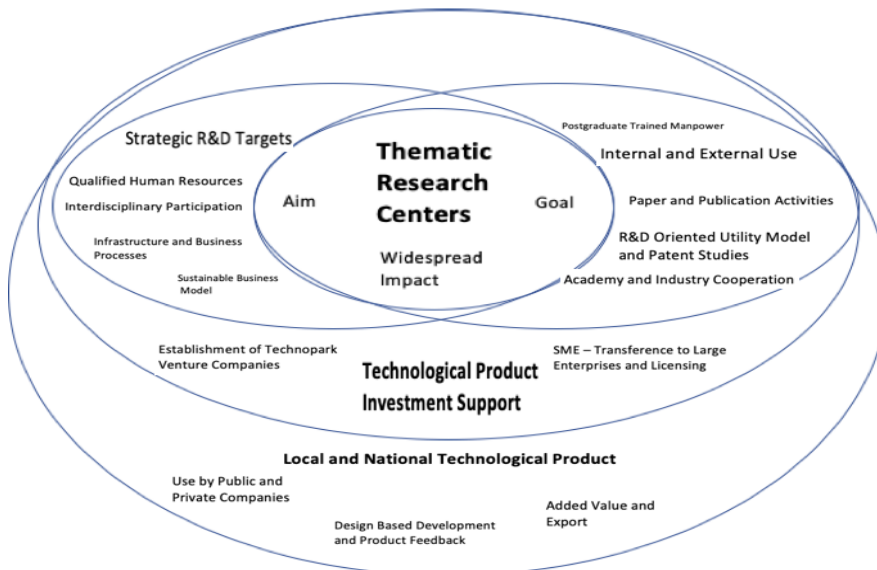 Postgraduate Trained Manpower
Strategic R&D Targets
Thematic
Research
Centers
Internal and External Use
Qualified Human Resources
Interdisciplinary Participation
Aim
Goal
Paper and Publication Activities
Infrastructure and Business
Processes
R&D Oriented Utility Model
and Patent Studies
Widespread
Impact
Sustainable Business
Model
Academy and Industry Cooperation
Establishment of Technopark
Venture Companies
Technological Product
Investment Support
SME – Transference to Large
Enterprises and Licensing
Local and National Technological Product
Use by Public and
Private Companies
Design Based Development
and Product Feedback
Added Value and
Export